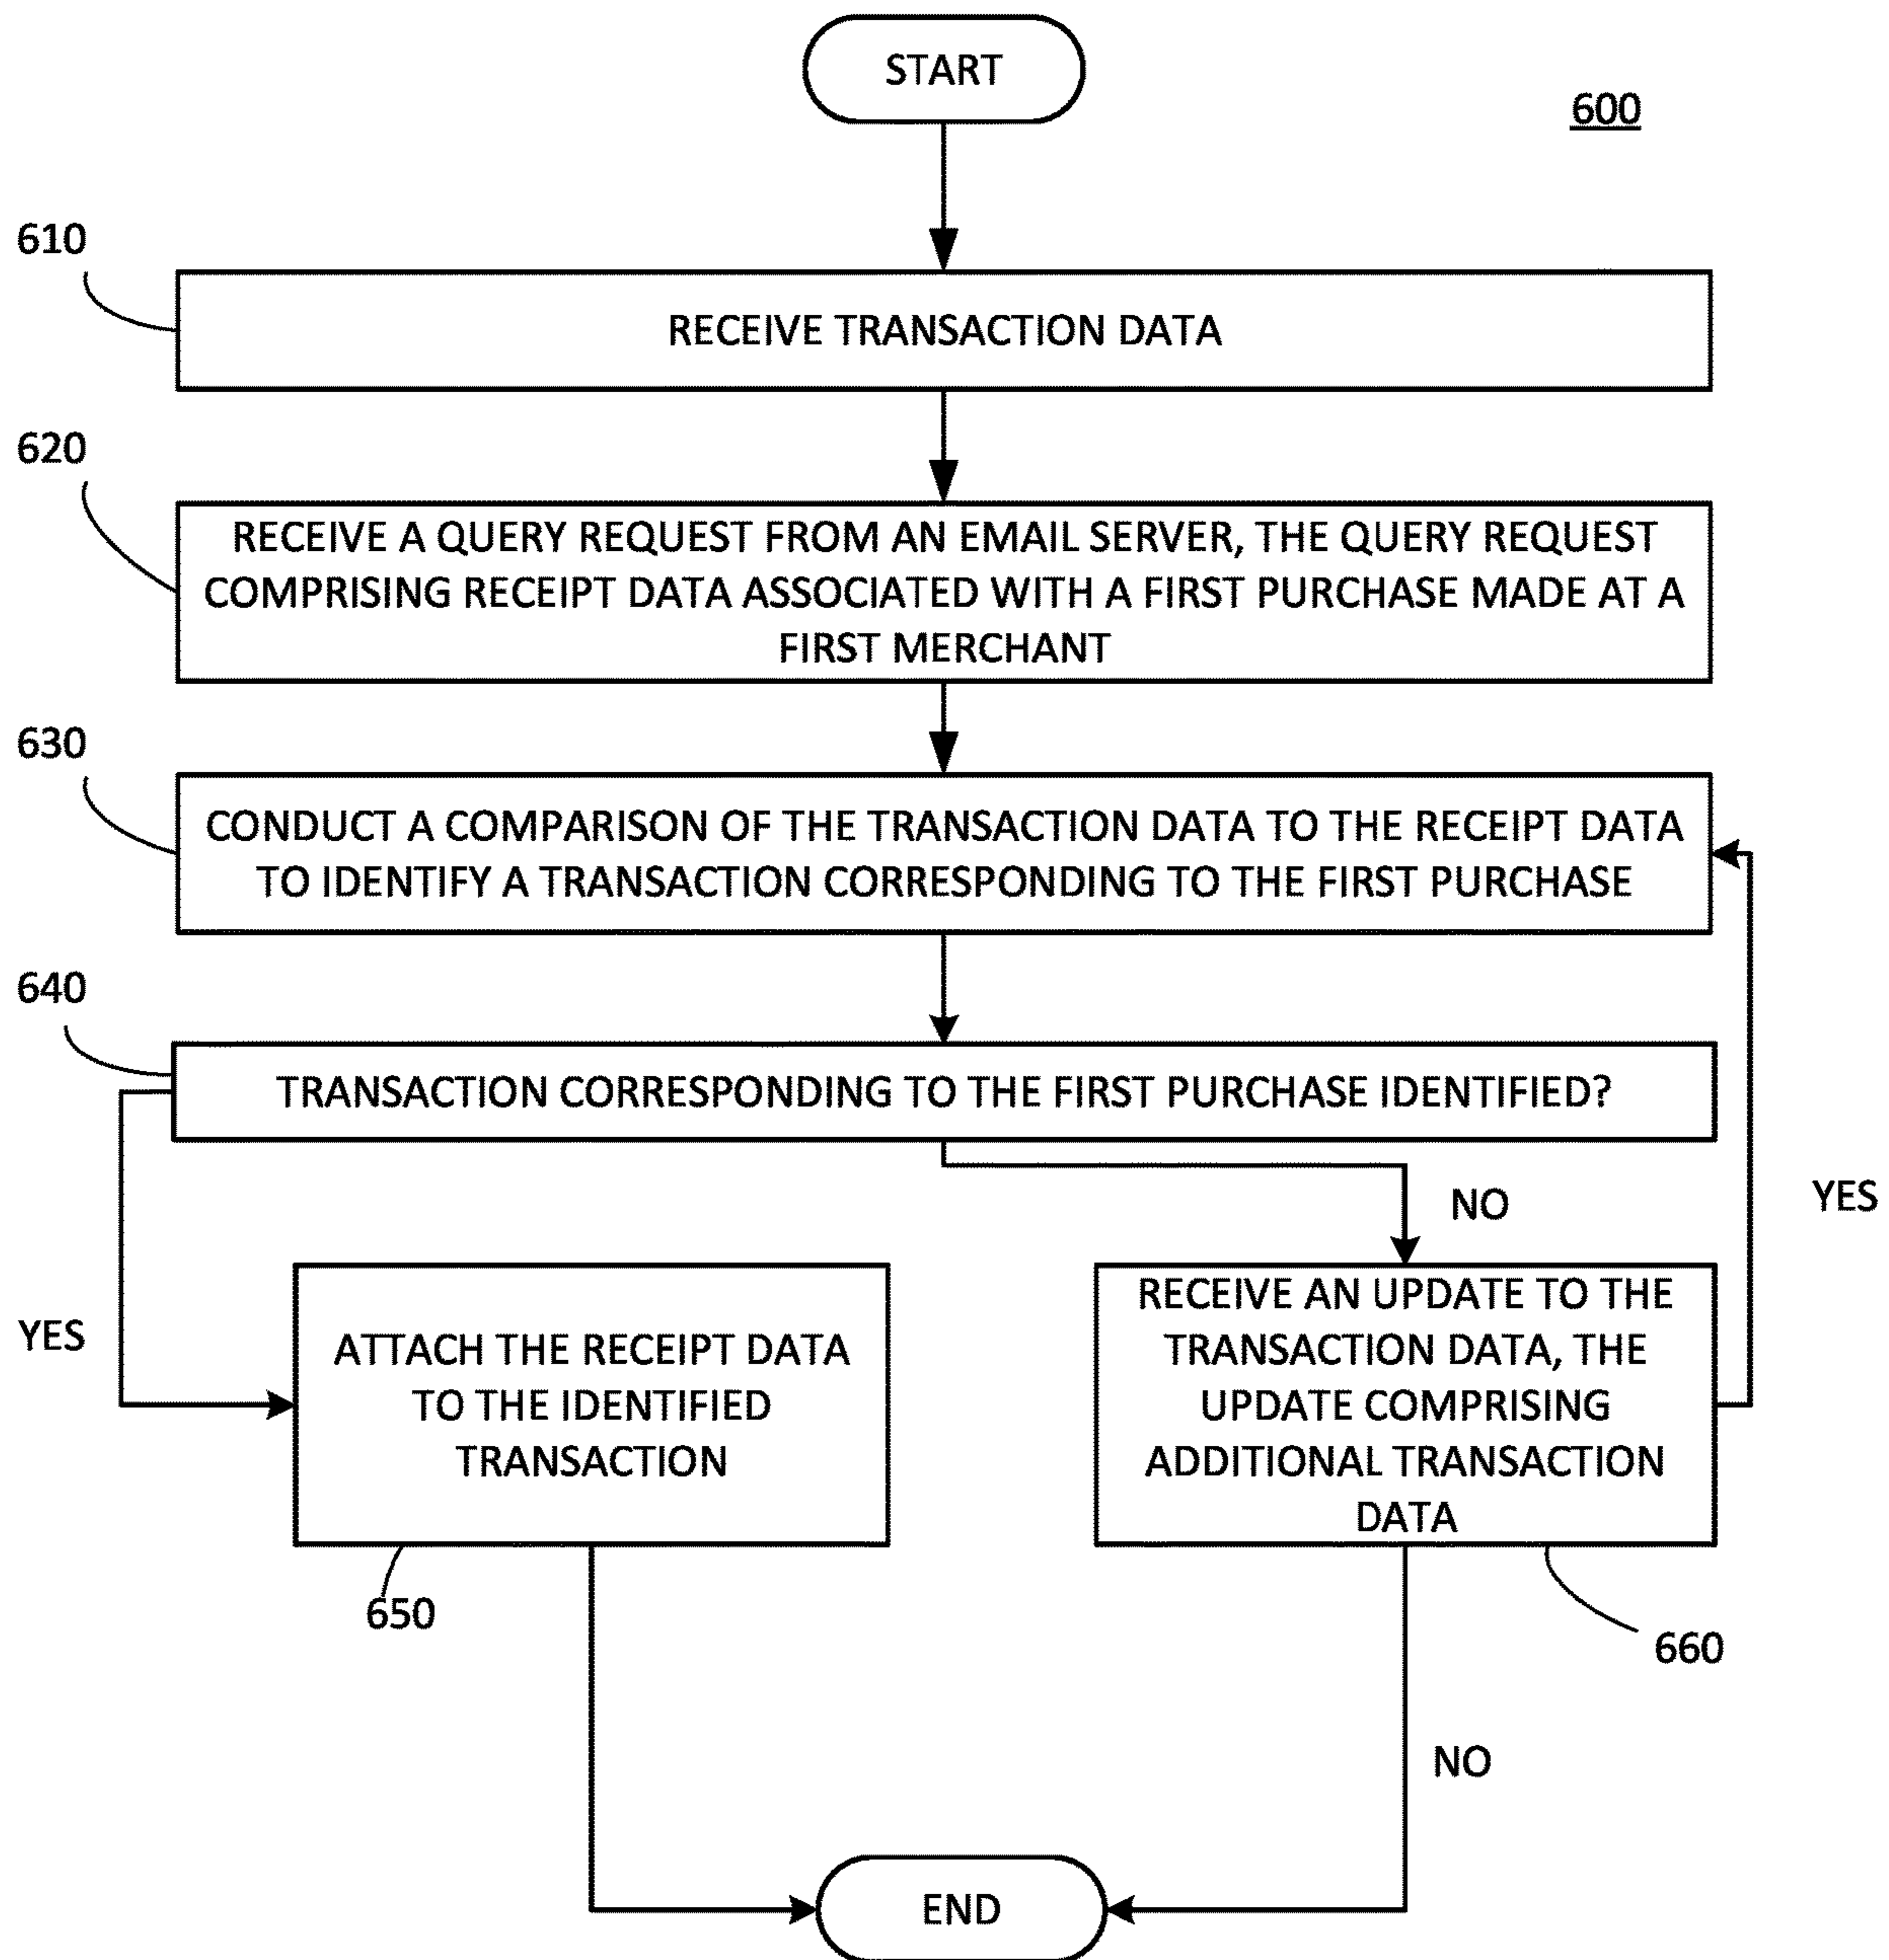 START
600
610
RECEIVE TRANSACTION DATA
620
RECEIVE A QUERY REQUEST FROM AN EMAIL SERVER, THE QUERY REQUEST
COMPRISING RECEIPT DATA ASSOCIATED WITH A FIRST PURCHASE MADE AT A
FIRST MERCHANT
630
CONDUCT A COMPARISON OF THE TRANSACTION DATA TO THE RECEIPT DATA
TO IDENTIFY A TRANSACTION CORRESPONDING TO THE FIRST PURCHASE
640
TRANSACTION CORRESPONDING TO THE FIRST PURCHASE IDENTIFIED?
NO
YES
YES
ATTACH THE RECEIPT DATA
TO THE IDENTIFIED
TRANSACTION
650
RECEIVE AN UPDATE TO THE
TRANSACTION DATA, THE
UPDATE COMPRISING
ADDITIONAL TRANSACTION
DATA
660
NO
END